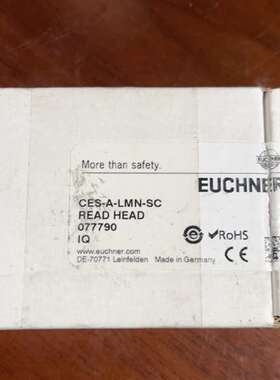 More than safety.
EUCHNER
CES-A-LMN-SC
READ HEAD
077790
IQ
www.euchner.com
DE-70771 Leinfelden Made in Germany
✔RoHS
CE
EUCHNER